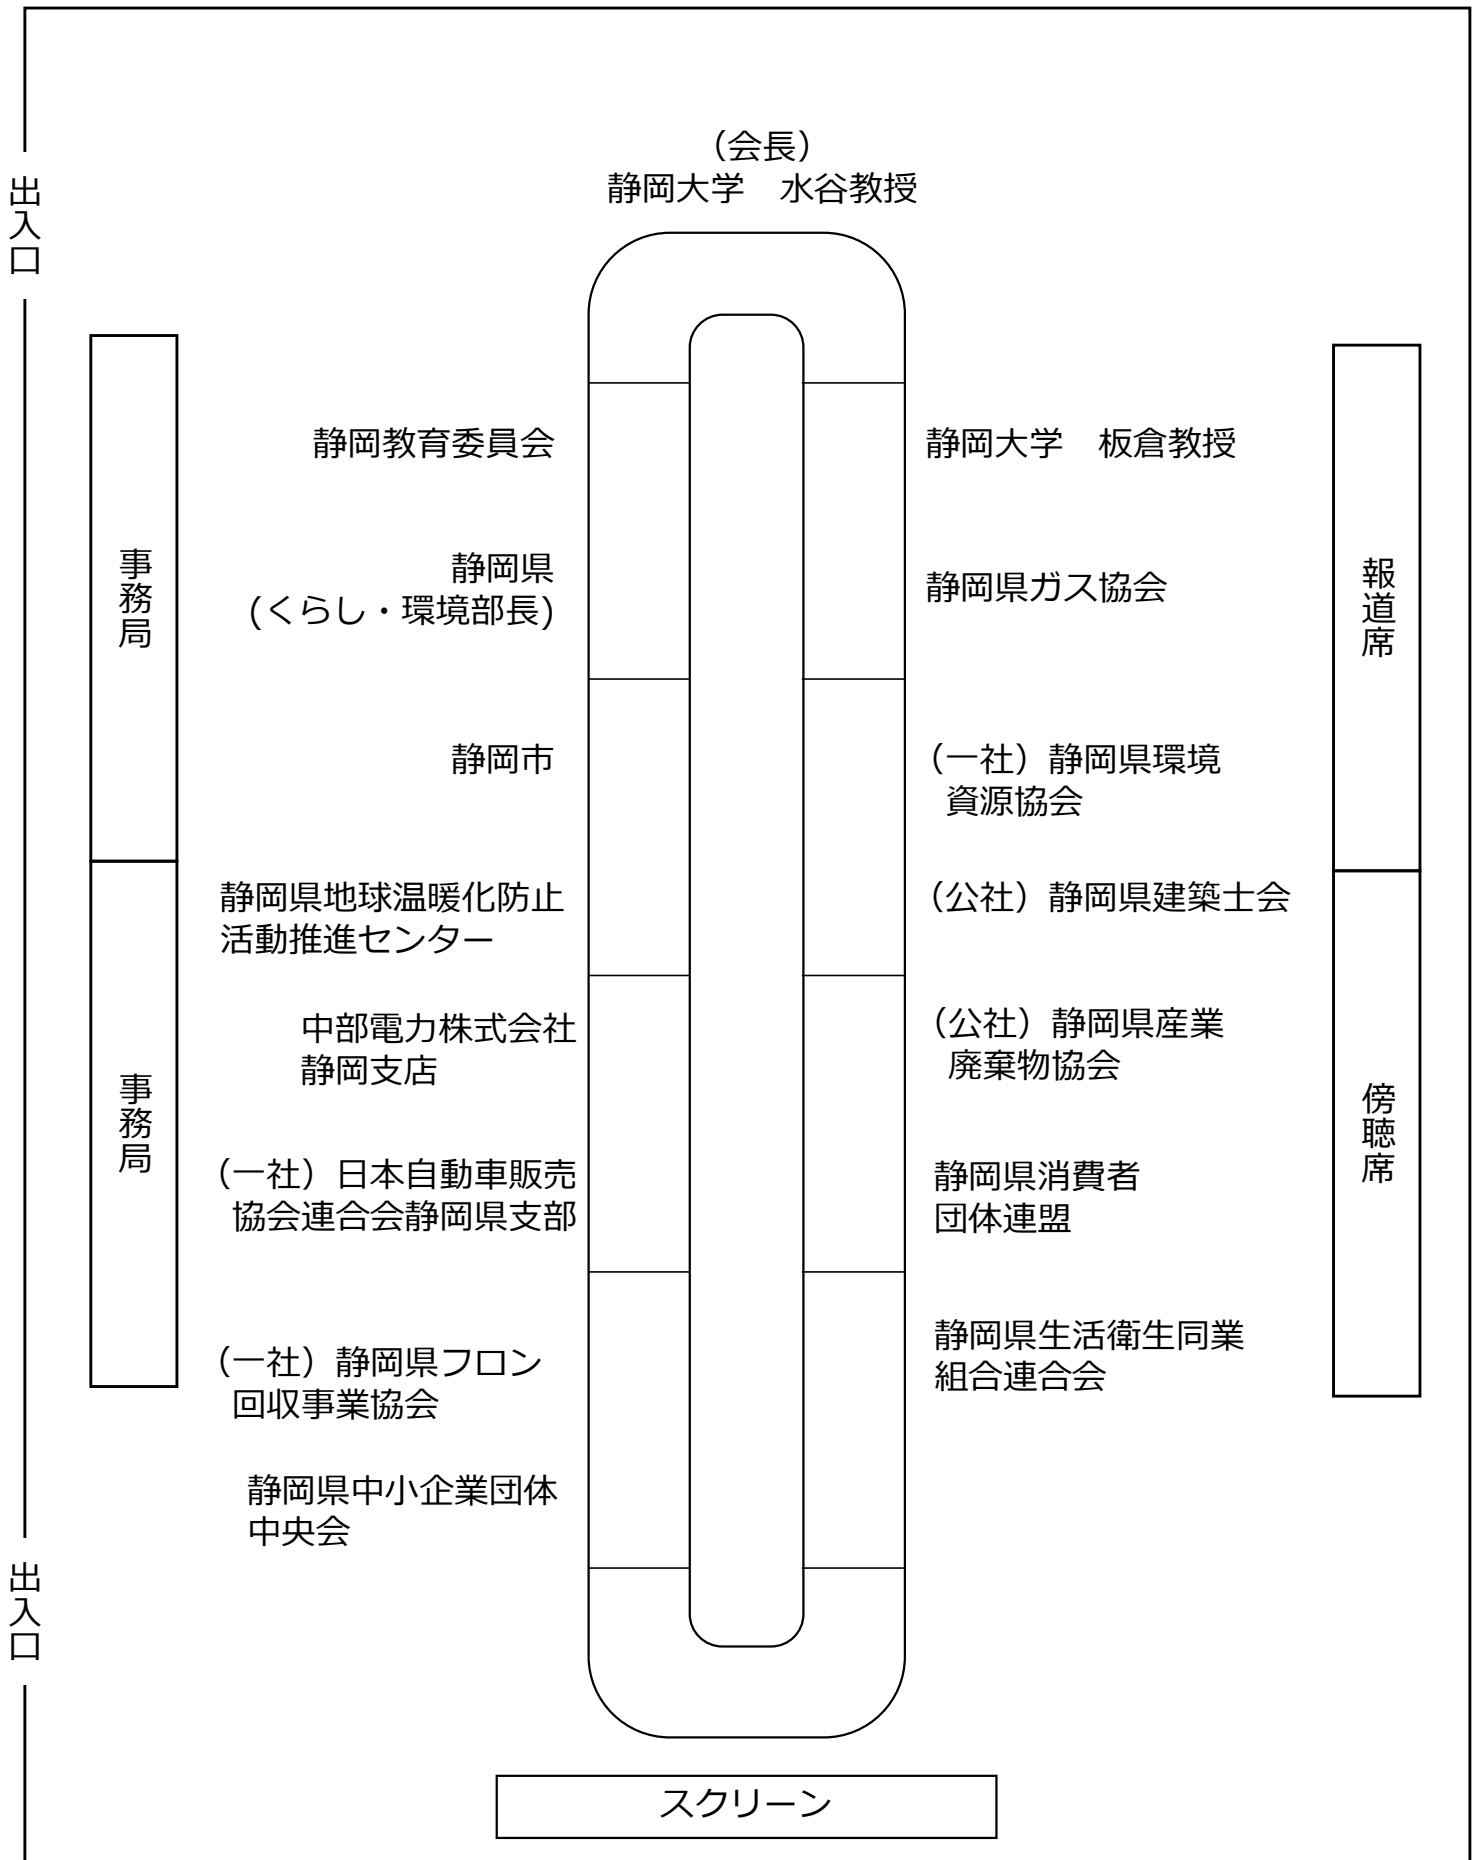 （会長）
静岡大学　水谷教授
出入口
事務局
事務局
出入口
静岡教育委員会
静岡県
(くらし・環境部長)
静岡市
静岡県地球温暖化防止
活動推進センター
中部電力株式会社
静岡支店
（一社）日本自動車販売
協会連合会静岡県支部
（一社）静岡県フロン
回収事業協会
静岡県中小企業団体
中央会
静岡大学　板倉教授
静岡県ガス協会
（一社）静岡県環境
資源協会
（公社）静岡県建築士会
（公社）静岡県産業
廃棄物協会
静岡県消費者
団体連盟
静岡県生活衛生同業
組合連合会
報道席
傍聴席
スクリーン